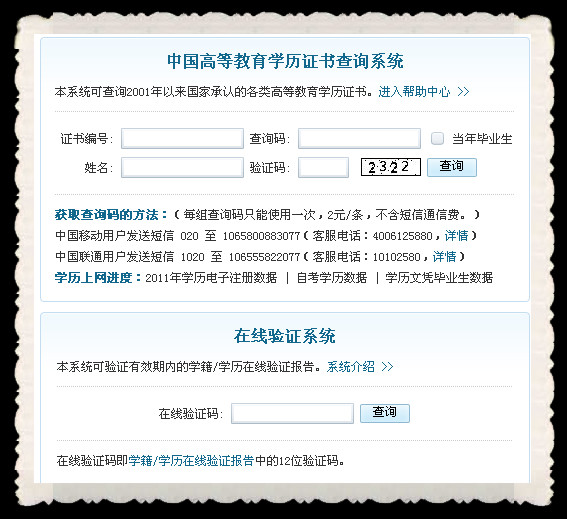 中国高等教育学历证书查询系统
本系统可查询2001年以来国家承认的各类高等教育学历证书。进入帮助中心 >>
证书编号: 查询码: 当年毕业生
姓名: 验证码: 2322 查询
获取查询码的方法：（每组查询码只能使用一次，2元/条，不含短信通信费。）
中国移动用户发送短信 020 至 1065800883077（客服电话：4006125880，详情）
中国联通用户发送短信 1020 至 106555822077（客服电话：10102580，详情）
学历上网进度：2011年学历电子注册数据 | 自考学历数据 | 学历文凭毕业生数据
在线验证系统
本系统可验证有效期内的学籍/学历在线验证报告。系统介绍 >>
在线验证码: 查询
在线验证码即学籍/学历在线验证报告中的12位验证码。